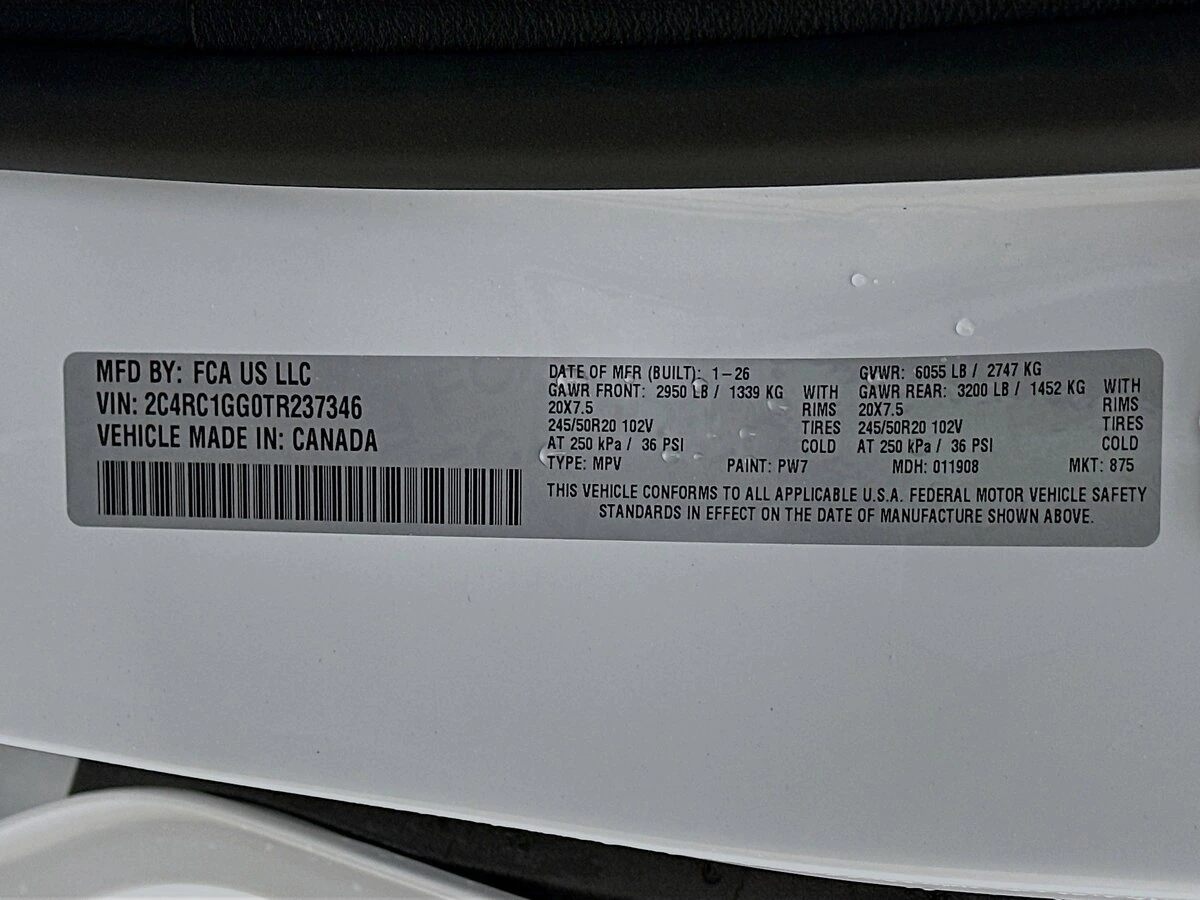 MFD BY: FCA US LLC
VIN: 2C4RC1GG0TR237346
VEHICLE MADE IN: CANADA
DATE OF MFR (BUILT): 1-26
GAWR FRONT: 2950 LB / 1339 KG WITH
20X7.5 RIMS
245/50R20 102V TIRES
AT 250 kPa / 36 PSI COLD
GVWR: 6055 LB / 2747 KG
GAWR REAR: 3200 LB / 1452 KG WITH
20X7.5 RIMS
245/50R20 102V TIRES
AT 250 kPa / 36 PSI COLD
TYPE: MPV PAINT: PW7 MDH: 011908 MKT: 875
THIS VEHICLE CONFORMS TO ALL APPLICABLE U.S.A. FEDERAL MOTOR VEHICLE SAFETY
STANDARDS IN EFFECT ON THE DATE OF MANUFACTURE SHOWN ABOVE.